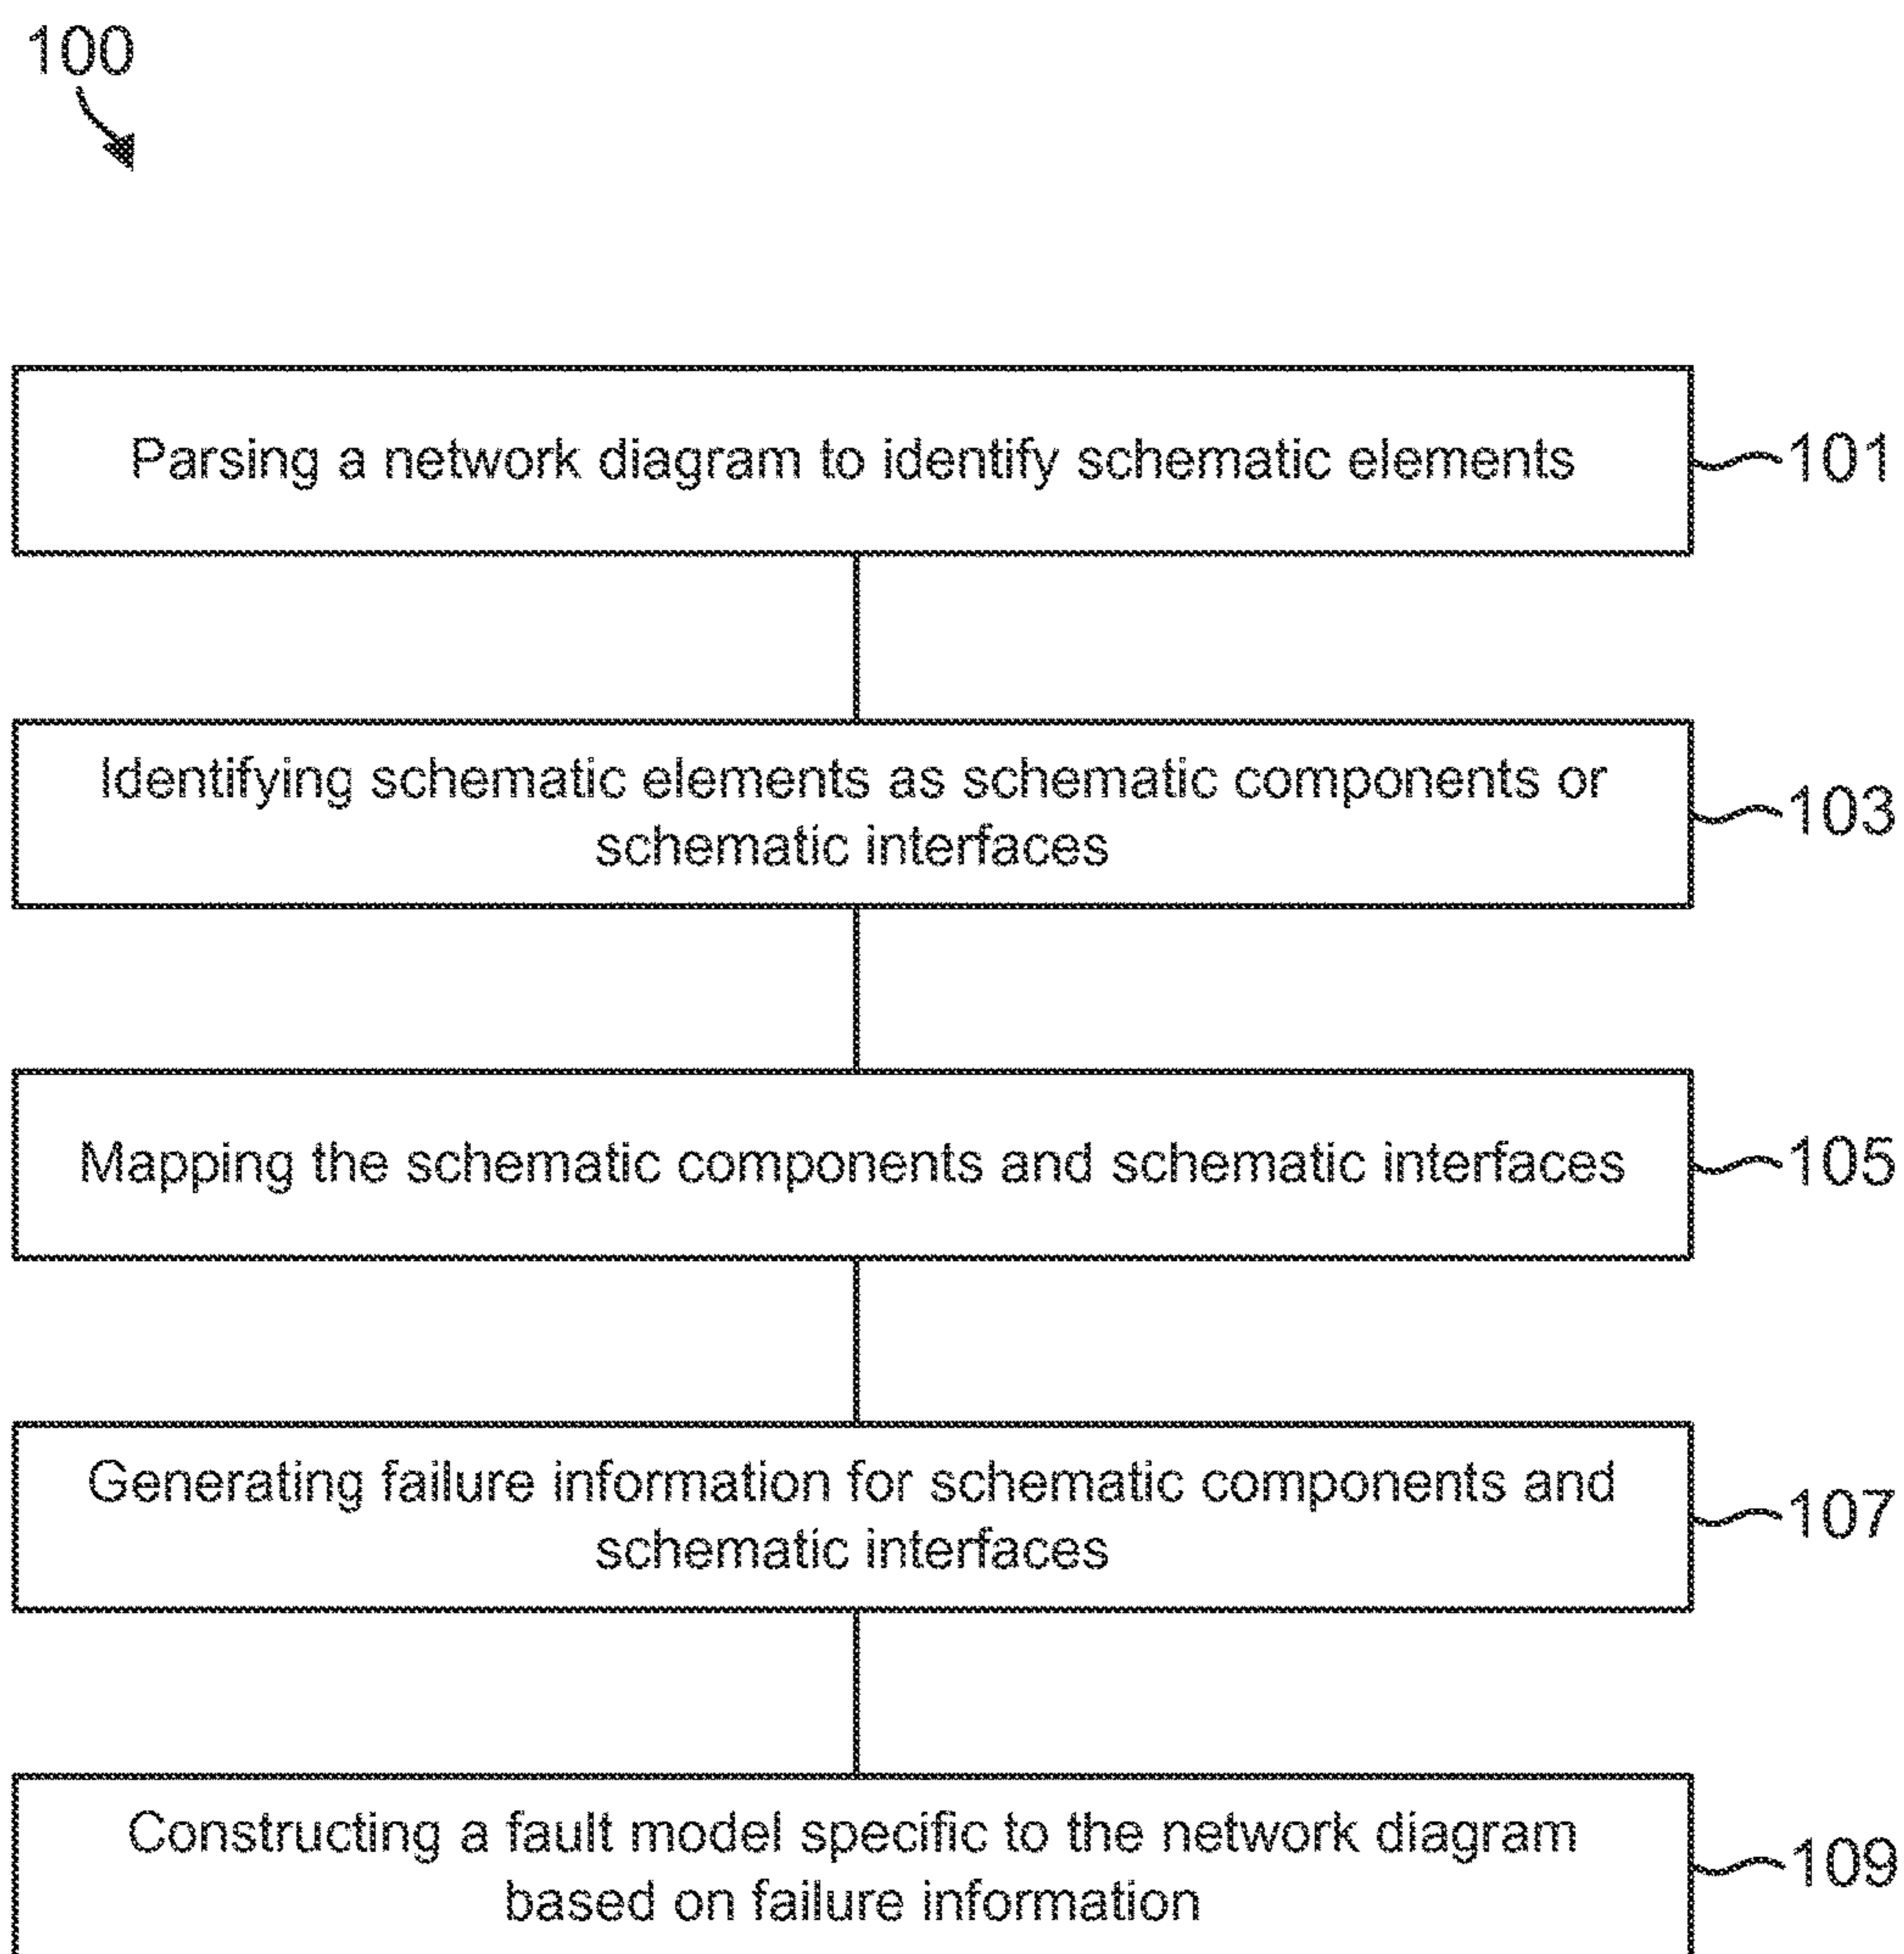 100
Parsing a network diagram to identify schematic elements
101
Identifying schematic elements as schematic components or
schematic interfaces
103
Mapping the schematic components and schematic interfaces
105
Generating failure information for schematic components and
schematic interfaces
107
Constructing a fault model specific to the network diagram
based on failure information
109